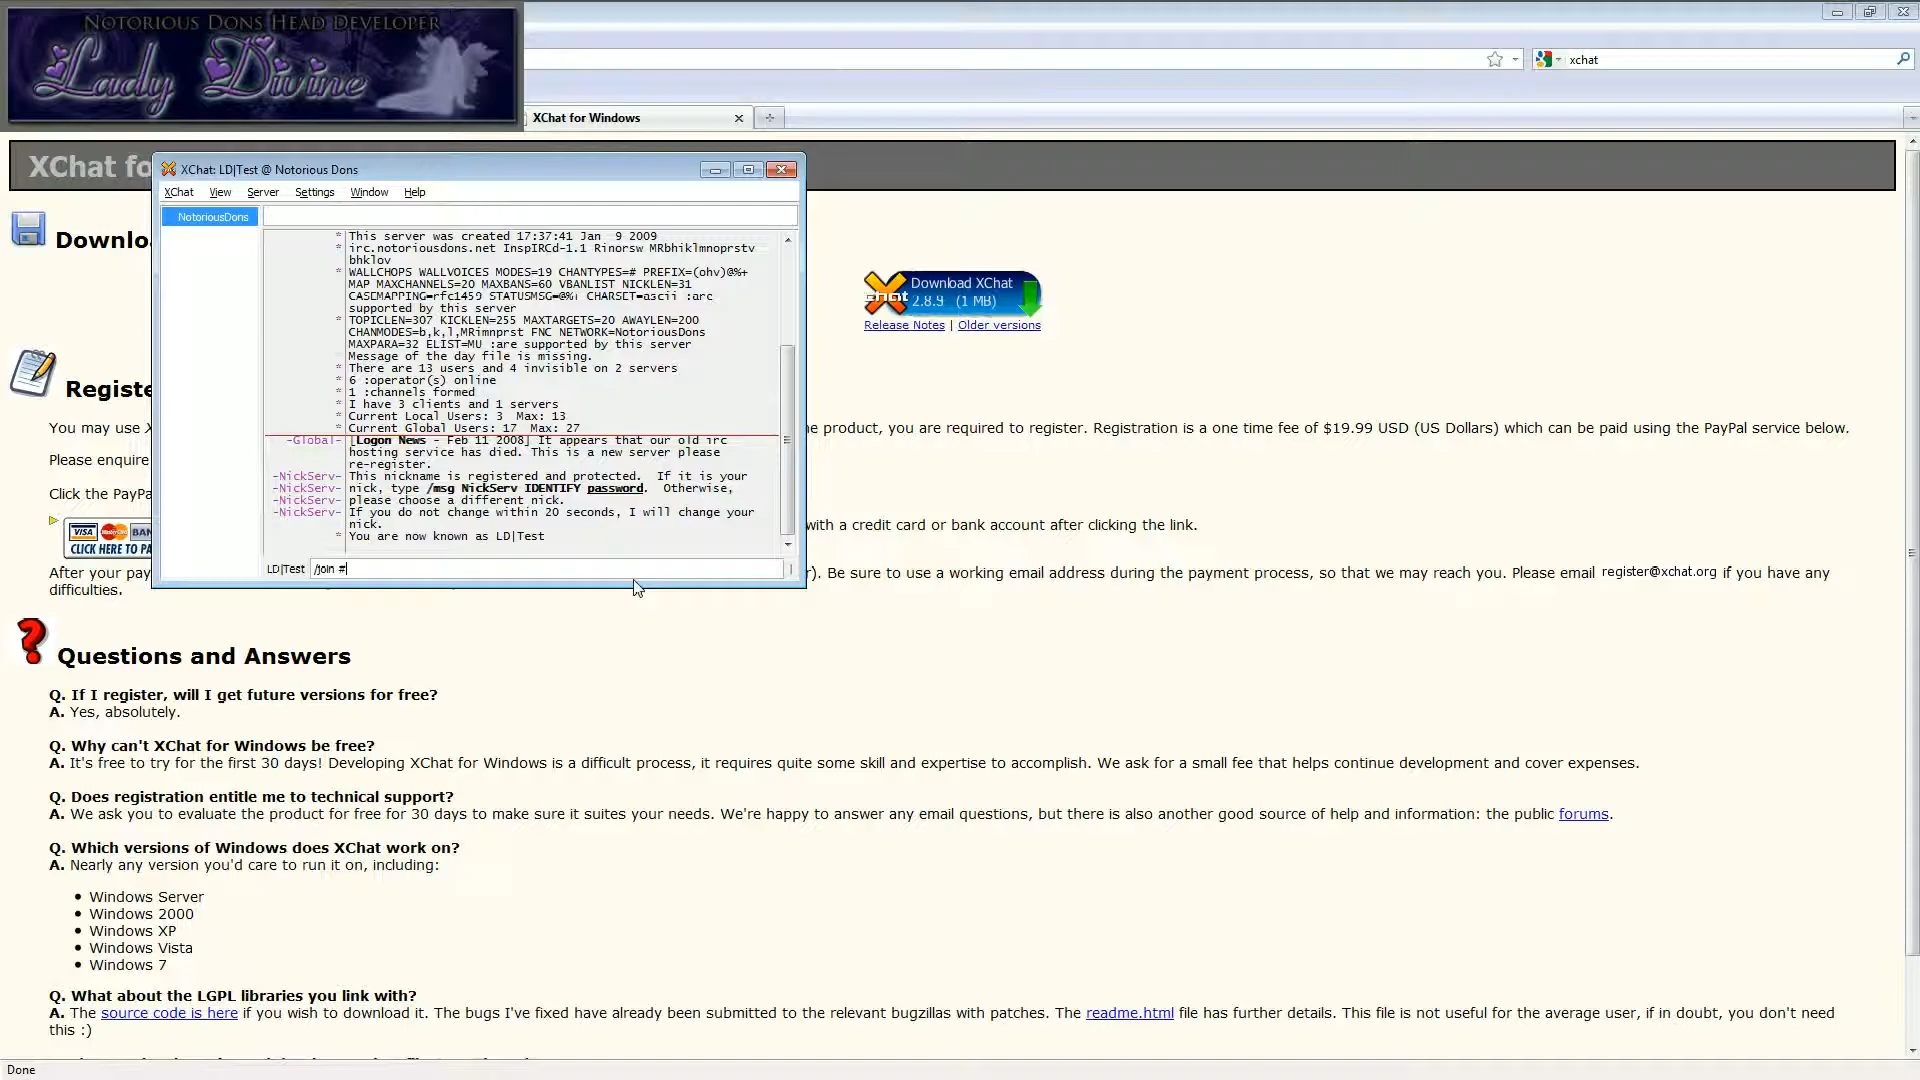 NOTORIOUS DONS HEAD DEVELOPER
Lady Divine
xchat
XChat for Windows
XChat fo
XChat: LD|Test @ Notorious Dons
XChat View Server Settings Window Help
NotoriousDons
* This server was created 17:37:41 Jan 9 2009
* irc.notoriousdons.net InspIRCd-1.1 Rinorsw MRbhiklmnoprstv
bhklov
* WALLCHOPS WALLVOICES MODES=19 CHANTYPES=# PREFIX=(ohv)@%+
MAP MAXCHANNELS=20 MAXBANS=60 VBANLIST NICKLEN=31
CASEMAPPING=rfc1459 STATUSMSG=@%+ CHARSET=ascii :are
supported by this server
* TOPICLEN=307 KICKLEN=255 MAXTARGETS=20 AWAYLEN=200
CHANMODES=b,k,l,MRimnprst FNC NETWORK=NotoriousDons
MAXPARA=32 ELIST=MU :are supported by this server
* Message of the day file is missing.
* There are 13 users and 4 invisible on 2 servers
* 6 :operator(s) online
* 1 :channels formed
* I have 3 clients and 1 servers
* Current Local Users: 3 Max: 13
* Current Global Users: 17 Max: 27
-Global- [Logon News - Feb 11 2008] It appears that our old irc
hosting service has died. This is a new server please
re-register.
-NickServ- This nickname is registered and protected. If it is your
-NickServ- nick, type /msg NickServ IDENTIFY password. Otherwise,
-NickServ- please choose a different nick.
-NickServ- If you do not change within 20 seconds, I will change your
nick.
* You are now known as LD|Test
LD|Test /join #
Downlo
Download XChat
2.8.9 (1 MB)
chat
Release Notes | Older versions
Registe
You may use X
e product, you are required to register. Registration is a one time fee of $19.99 USD (US Dollars) which can be paid using the PayPal service below.
Please enquire
Click the PayPa
VISA MasterCard BAN
CLICK HERE TO PA
with a credit card or bank account after clicking the link.
After your pay
r). Be sure to use a working email address during the payment process, so that we may reach you. Please email register@xchat.org if you have any
difficulties.
Questions and Answers
Q. If I register, will I get future versions for free?
A. Yes, absolutely.
Q. Why can't XChat for Windows be free?
A. It's free to try for the first 30 days! Developing XChat for Windows is a difficult process, it requires quite some skill and expertise to accomplish. We ask for a small fee that helps continue development and cover expenses.
Q. Does registration entitle me to technical support?
A. We ask you to evaluate the product for free for 30 days to make sure it suites your needs. We're happy to answer any email questions, but there is also another good source of help and information: the public forums.
Q. Which versions of Windows does XChat work on?
A. Nearly any version you'd care to run it on, including:
• Windows Server
• Windows 2000
• Windows XP
• Windows Vista
• Windows 7
Q. What about the LGPL libraries you link with?
A. The source code is here if you wish to download it. The bugs I've fixed have already been submitted to the relevant bugzillas with patches. The readme.html file has further details. This file is not useful for the average user, if in doubt, you don't need
this :)
Done